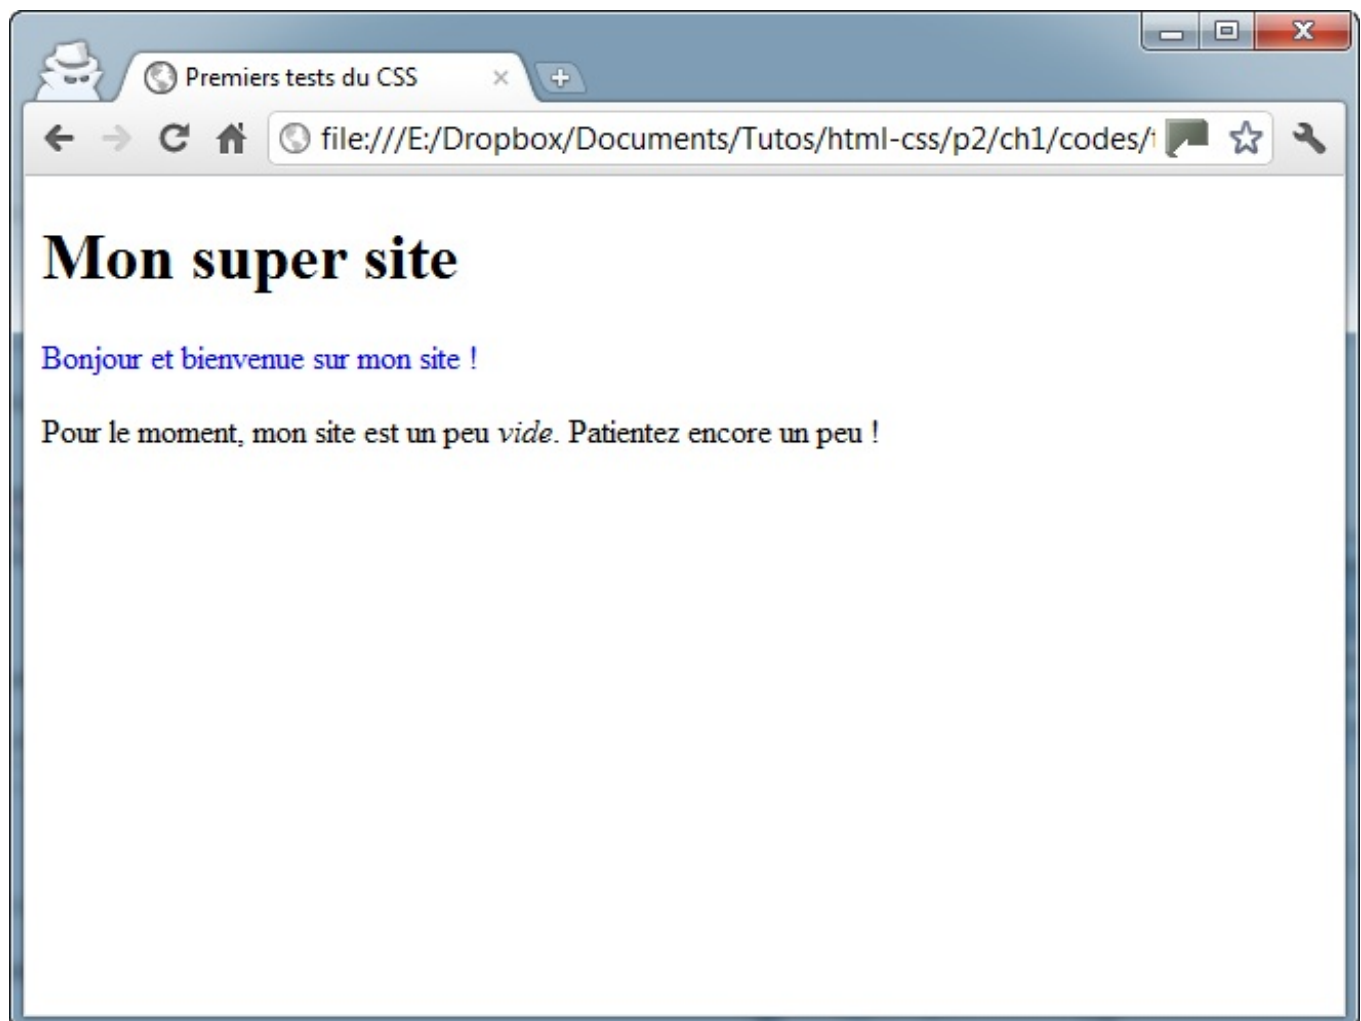 Premiers tests du CSS
file:///E:/Dropbox/Documents/Tutos/html-css/p2/ch1/codes/
Mon super site
Bonjour et bienvenue sur mon site !
Pour le moment, mon site est un peu vide. Patientez encore un peu !